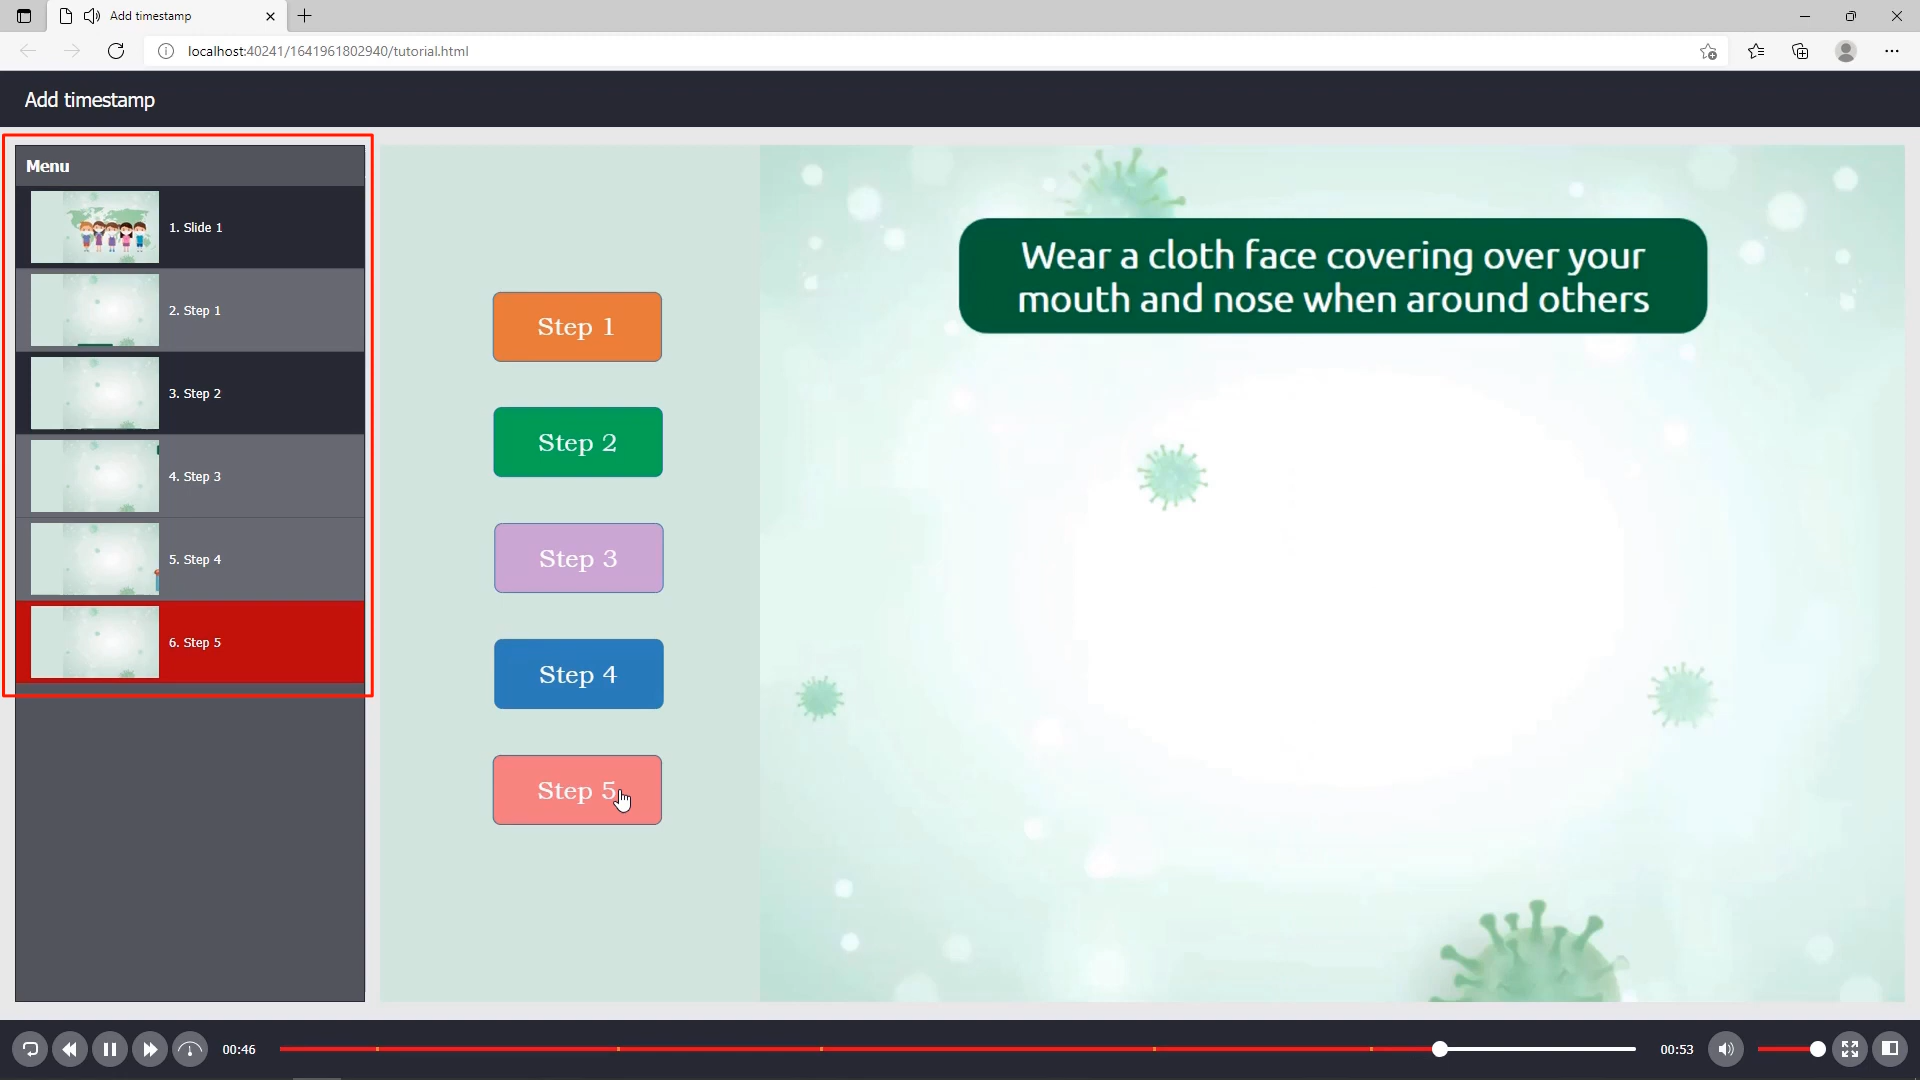 Add timestamp
localhost:40241/1641961802940/tutorial.html
Add timestamp
Menu
1. Slide 1
2. Step 1
3. Step 2
4. Step 3
5. Step 4
6. Step 5
Step 1
Step 2
Step 3
Step 4
Step 5
Wear a cloth face covering over your
mouth and nose when around others
00:46
00:53